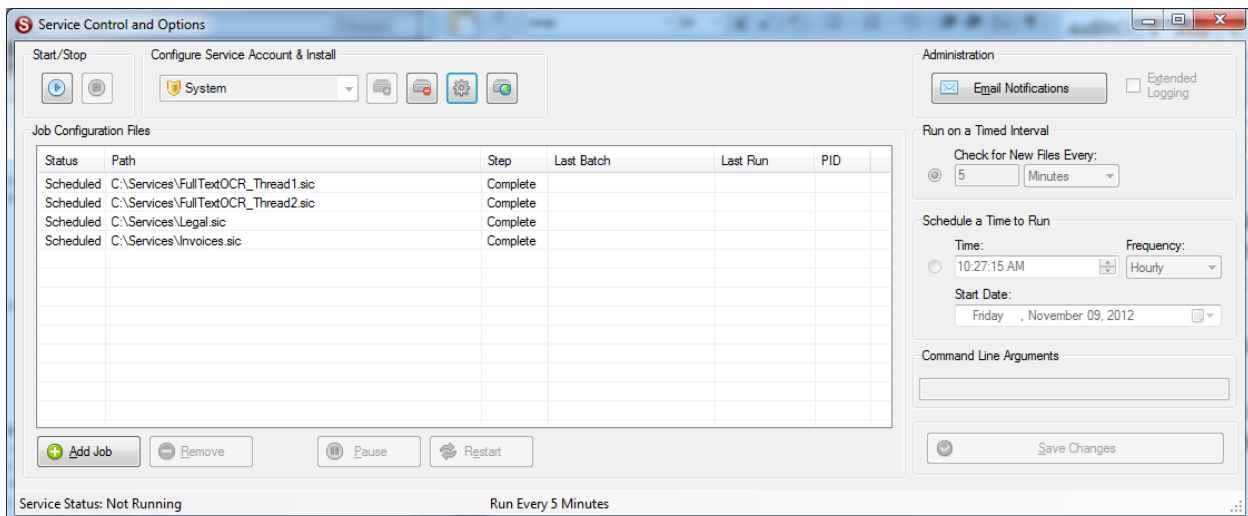 Service Control and Options
Start/Stop
Configure Service Account & Install
System
Administration
Email Notifications
Extended
Logging
Job Configuration Files
Status Path Step Last Batch Last Run PID
Scheduled C:\Services\FullTextOCR_Thread1.sic Complete
Scheduled C:\Services\FullTextOCR_Thread2.sic Complete
Scheduled C:\Services\Legal.sic Complete
Scheduled C:\Services\Invoices.sic Complete
Run on a Timed Interval
Check for New Files Every:
5 Minutes
Schedule a Time to Run
Time: Frequency:
10:27:15 AM Hourly
Start Date:
Friday , November 09, 2012
Command Line Arguments
Add Job Remove Pause Restart
Save Changes
Service Status: Not Running Run Every 5 Minutes